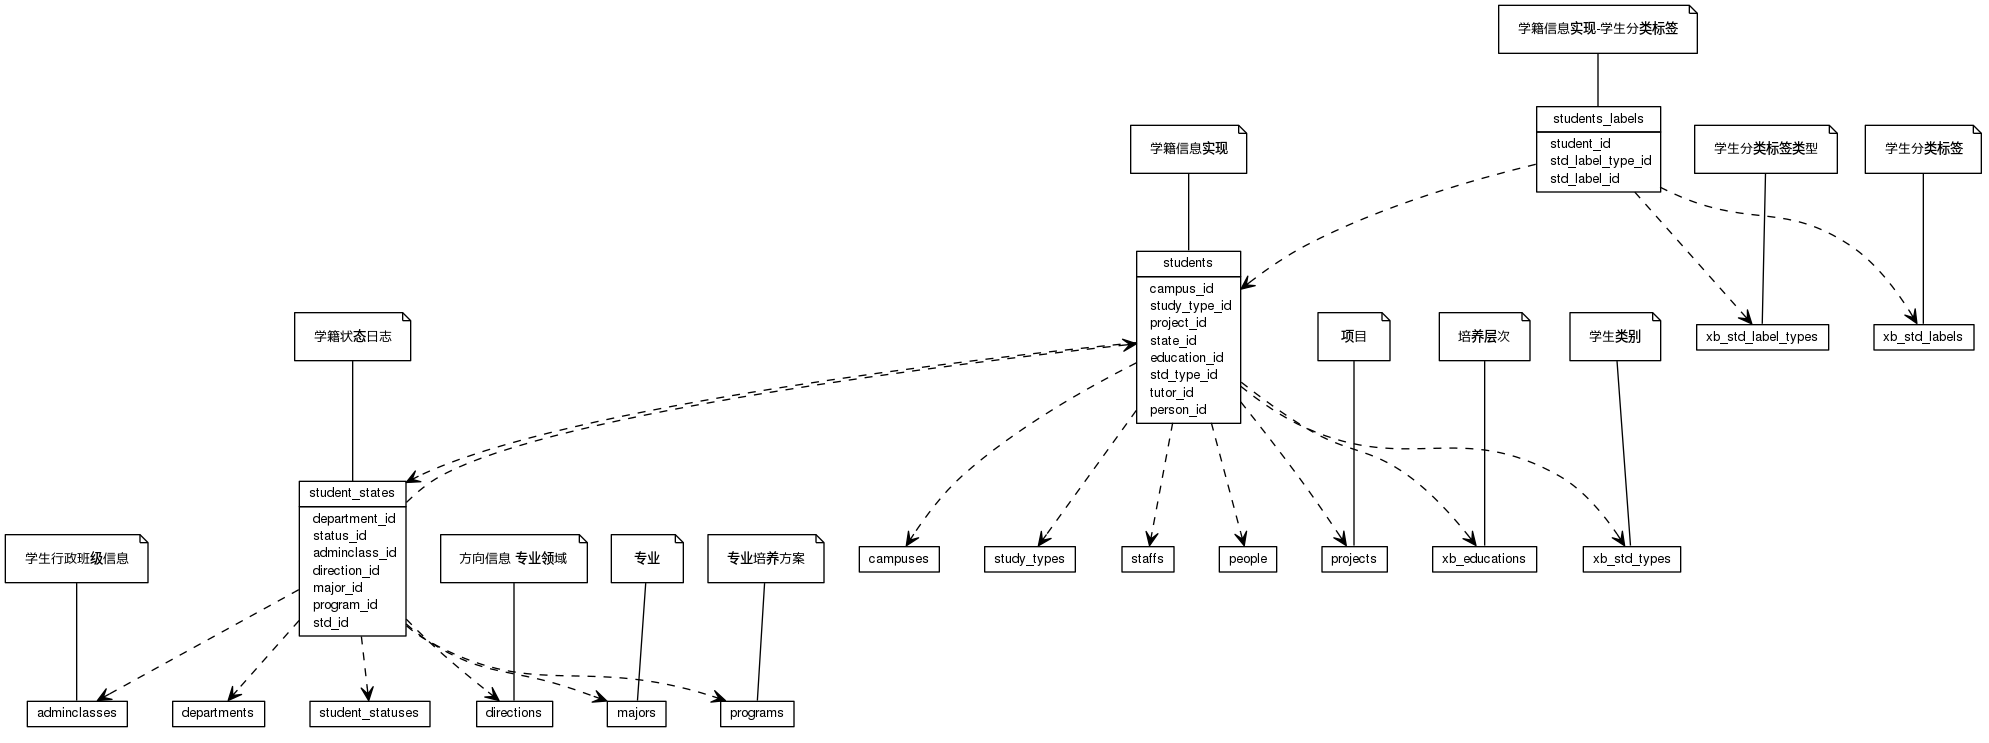 学籍信息实现-学生分类标签
students_labels
student_id
std_label_type_id
std_label_id
学生分类标签类型
学生分类标签
xb_std_label_types
xb_std_labels
学籍信息实现
students
campus_id
study_type_id
project_id
state_id
education_id
std_type_id
tutor_id
person_id
项目
培养层次
学生类别
campuses
study_types
staffs
people
projects
xb_educations
xb_std_types
学籍状态日志
student_states
department_id
status_id
adminclass_id
direction_id
major_id
program_id
std_id
学生行政班级信息
方向信息 专业领域
专业
专业培养方案
adminclasses
departments
student_statuses
directions
majors
programs